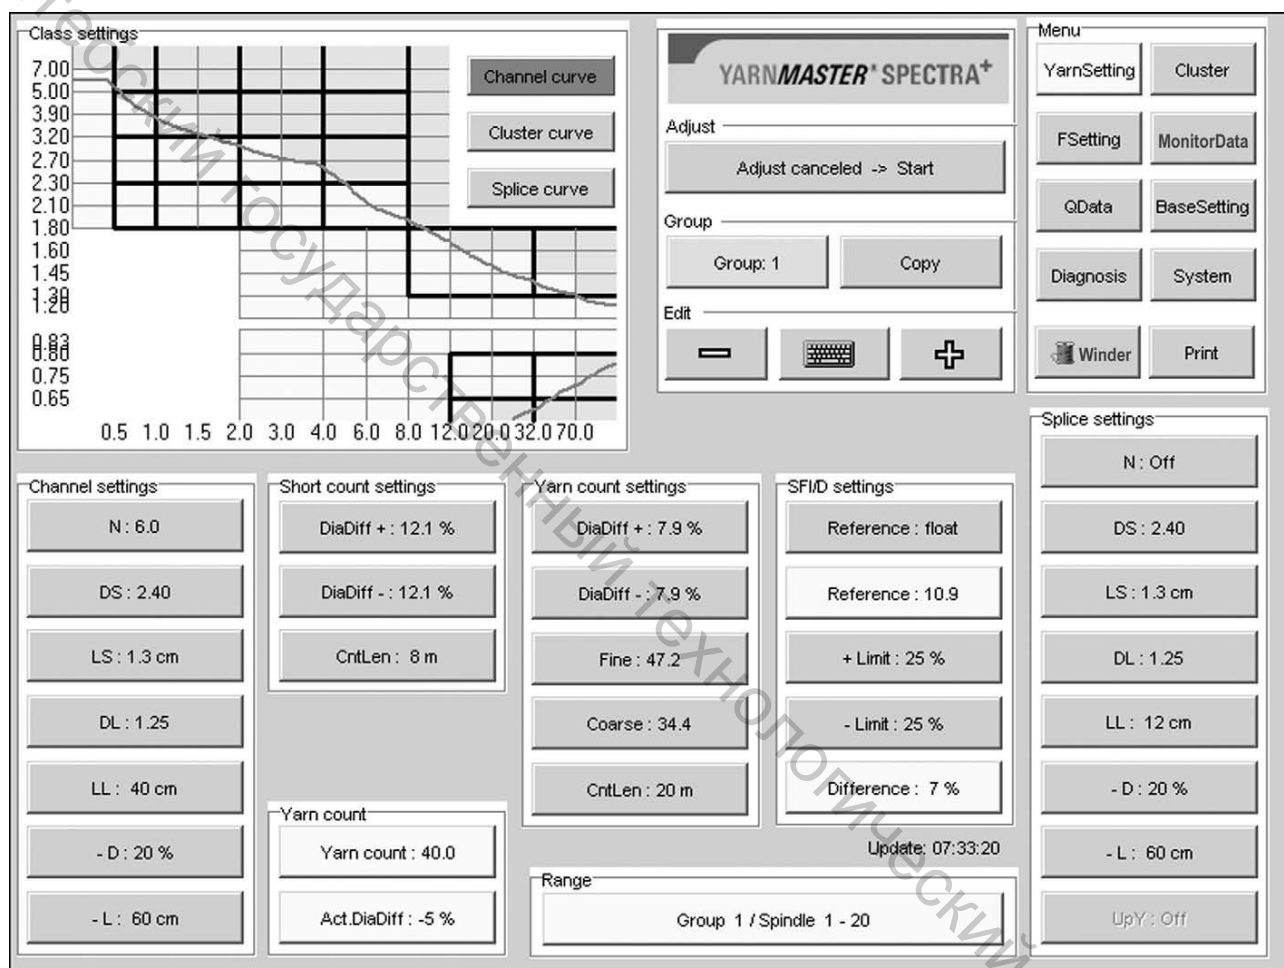 Class settings
7.00
5.00
3.90
3.20
2.70
2.30
2.10
1.80
1.60
1.45
1.30
1.20
0.83
0.80
0.75
0.65
0.5 1.0 1.5 2.0 3.0 4.0 6.0 8.0 12.0 20.0 32.0 70.0
Channel curve
Cluster curve
Splice curve
YARNMASTER* SPECTRA+
Adjust
Adjust canceled -> Start
Group
Group: 1
Copy
Edit
Menu
YarnSetting
Cluster
FSetting
MonitorData
QData
BaseSetting
Diagnosis
System
Winder
Print
Channel settings
N : 6.0
DS : 2.40
LS : 1.3 cm
DL : 1.25
LL : 40 cm
- D : 20 %
- L : 60 cm
Short count settings
DiaDiff + : 12.1 %
DiaDiff - : 12.1 %
CntLen : 8 m
Yarn count
Yarn count : 40.0
Act.DiaDiff : -5 %
Yarn count settings
DiaDiff + : 7.9 %
DiaDiff - : 7.9 %
Fine : 47.2
Coarse : 34.4
CntLen : 20 m
SFI/D settings
Reference : float
Reference : 10.9
+ Limit : 25 %
- Limit : 25 %
Difference : 7 %
Update: 07:33:20
Range
Group 1 / Spindle 1 - 20
Splice settings
N : Off
DS : 2.40
LS : 1.3 cm
DL : 1.25
LL : 12 cm
- D : 20 %
- L : 60 cm
UpY : Off
государственный технологический